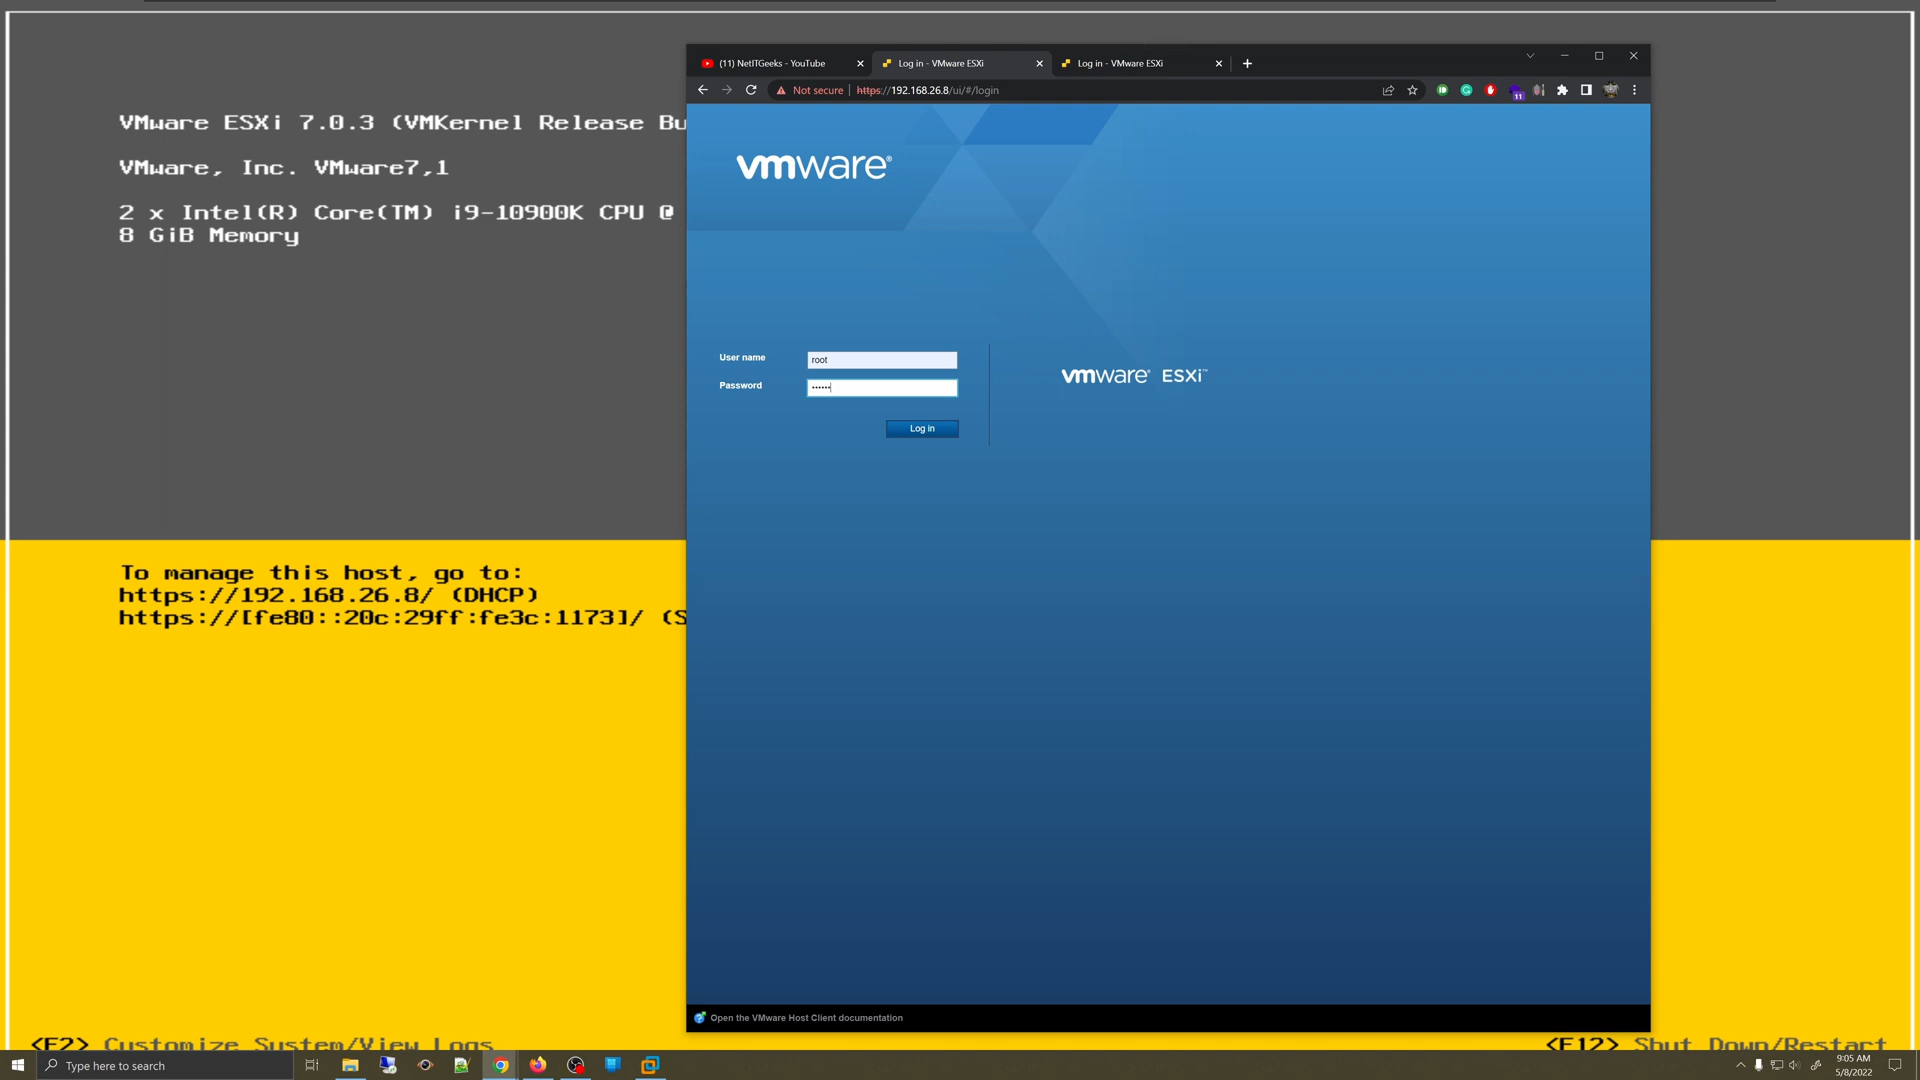 VMware ESXi 7.0.3 (VMKernel Release Bu
VMware, Inc. VMware7,1
2 x Intel(R) Core(TM) i9-10900K CPU @
8 GiB Memory
To manage this host, go to:
https://192.168.26.8/ (DHCP)
https://[fe80::20c:29ff:fe3c:1173]/ (S
<F2> Customize System/View Logs
<F12> Shut Down/Restart
(11) NetITGeeks - YouTube
Log in - VMware ESXi
Log in - VMware ESXi
Not secure
https://192.168.26.8/ui/#/login
11
vmware®
User name
root
Password
Log in
vmware® ESXi™
Open the VMware Host Client documentation
Type here to search
9:05 AM
5/8/2022